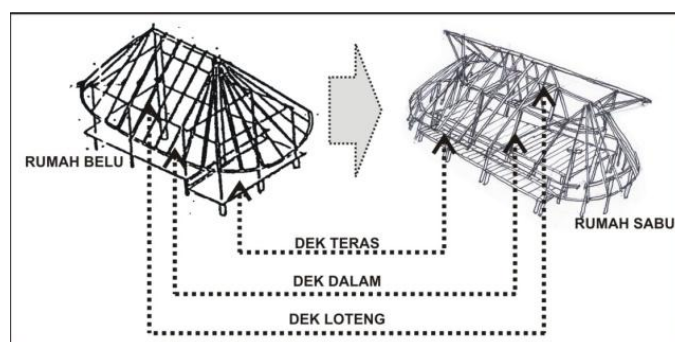 RUMAH BELU
RUMAH SABU
DEK TERAS
DEK DALAM
DEK LOTENG